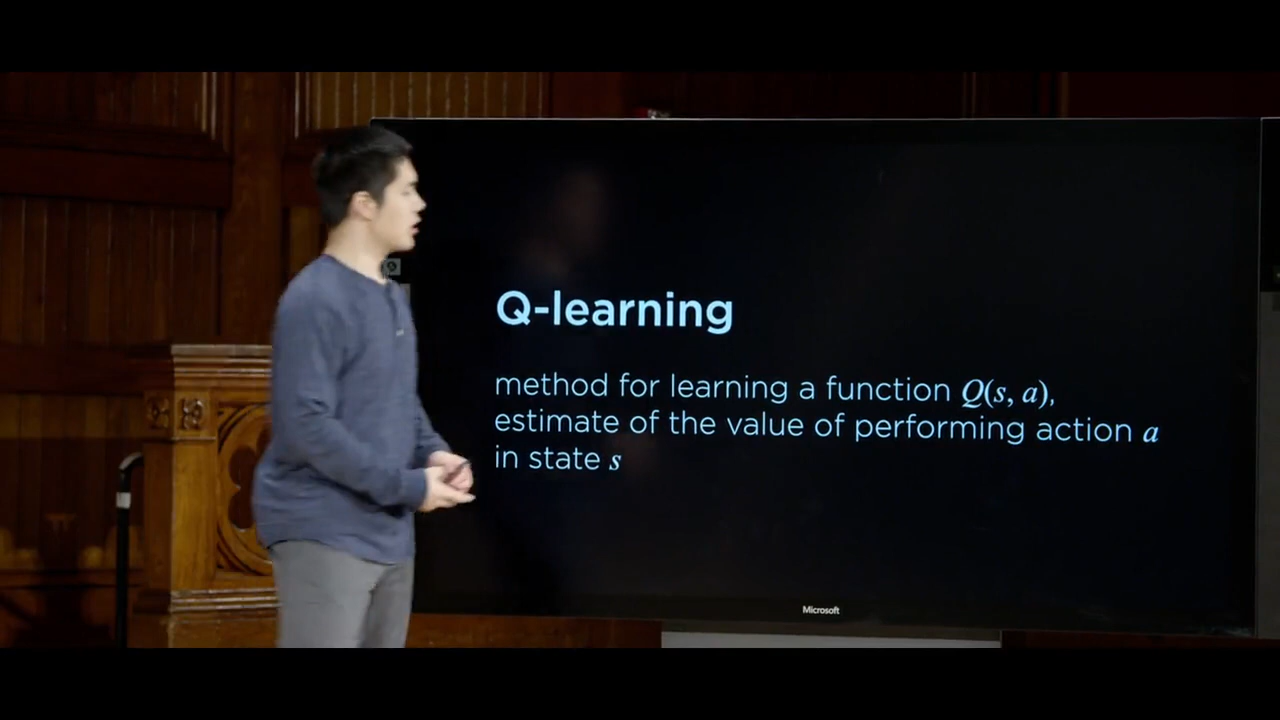 Q-learning
method for learning a function Q(s, a),
estimate of the value of performing action a
in state s
Microsoft